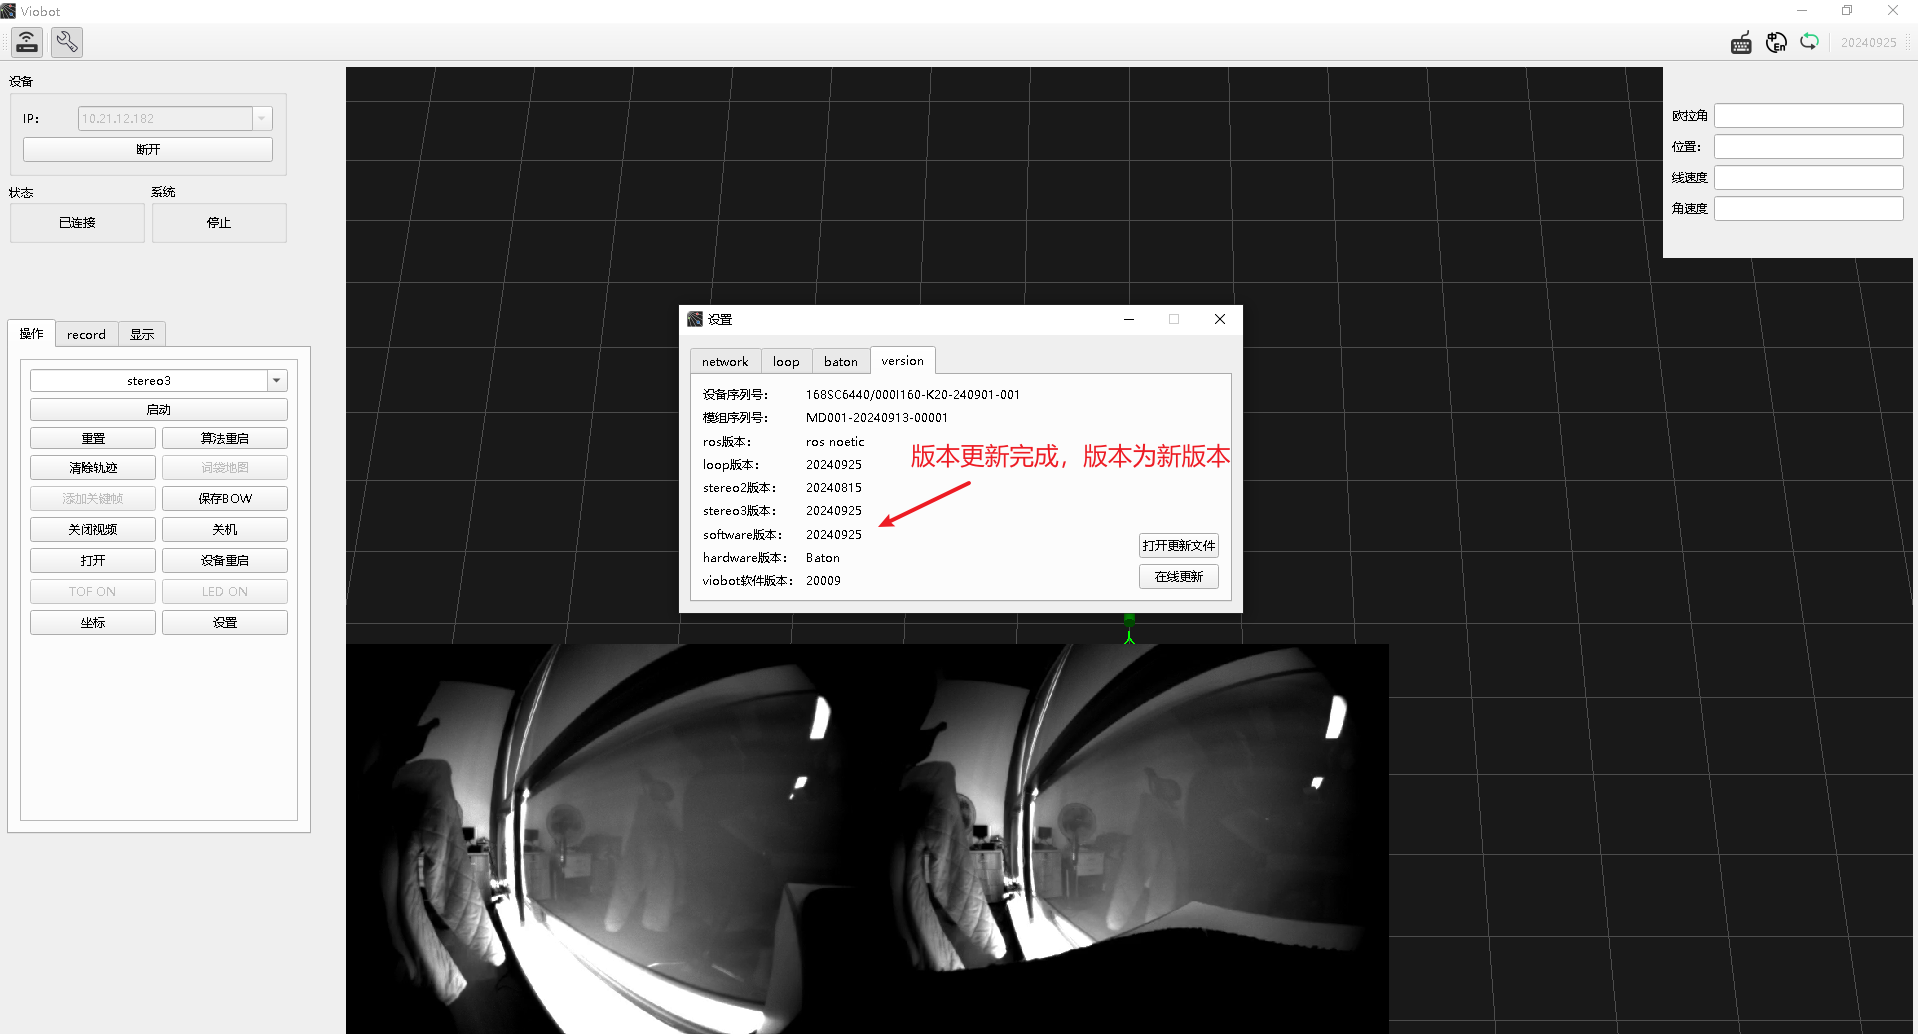 Viobot
20240925
设备
IP:
10.21.12.182
断开
状态
系统
已连接
停止
操作
record
显示
stereo3
启动
重置
算法重启
清除轨迹
词袋地图
添加关键帧
保存BOW
关闭视频
关机
打开
设备重启
TOF ON
LED ON
坐标
设置
欧拉角
位置:
线速度
角速度
设置
network
loop
baton
version
设备序列号: 168SC6440/000I160-K20-240901-001
模组序列号: MD001-20240913-00001
ros版本: ros noetic
loop版本: 20240925
stereo2版本: 20240815
stereo3版本: 20240925
software版本: 20240925
hardware版本: Baton
viobot软件版本: 20009
版本更新完成，版本为新版本
打开更新文件
在线更新